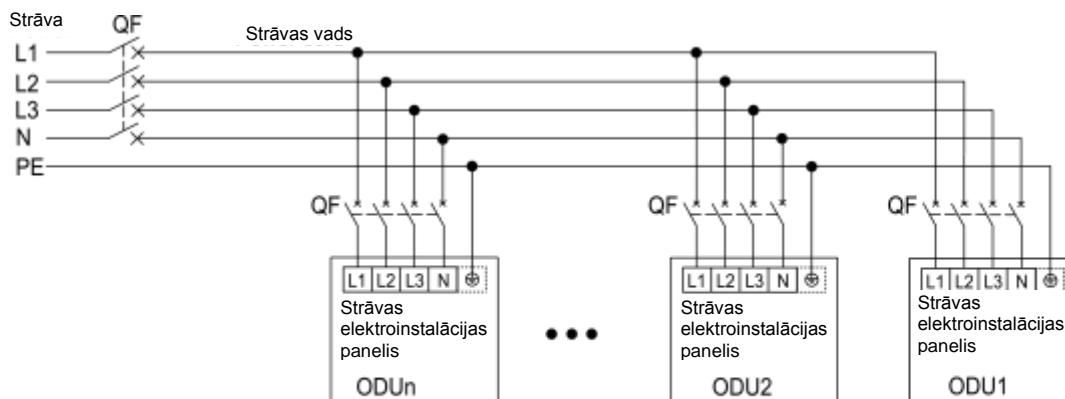 Strāva
QF
L1
Strāvas vads
L2
L3
N
PE
QF
QF
QF
L1 L2 L3 N
L1 L2 L3 N
L1 L2 L3 N
Strāvas
elektroinstalācijas
panelis
Strāvas
elektroinstalācijas
panelis
Strāvas
elektroinstalācijas
panelis
ODUn
ODU2
ODU1